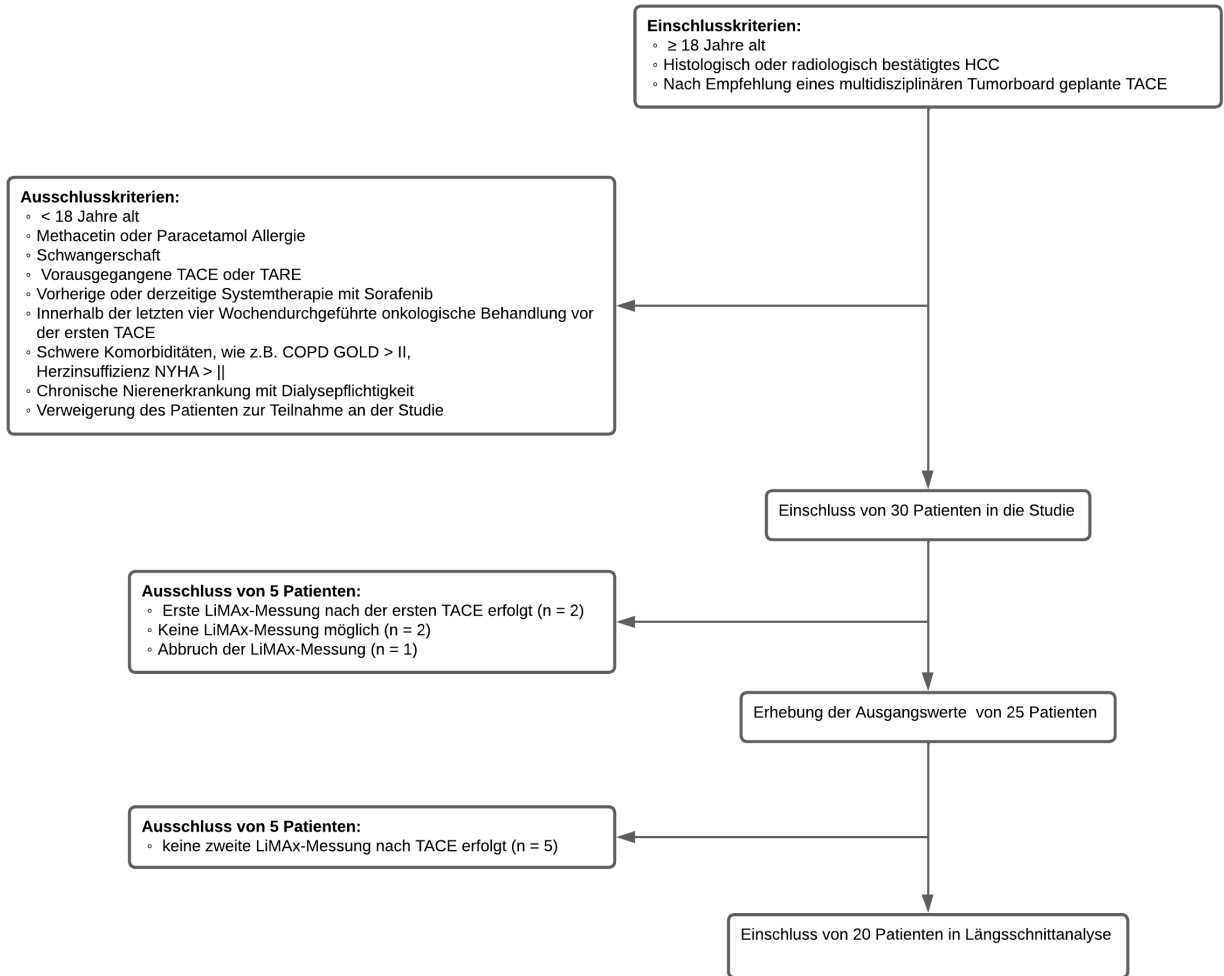 Einschlusskriterien:
◦ ≥ 18 Jahre alt
◦ Histologisch oder radiologisch bestätigtes HCC
◦ Nach Empfehlung eines multidisziplinären Tumorboard geplante TACE
Ausschlusskriterien:
◦ < 18 Jahre alt
◦ Methacetin oder Paracetamol Allergie
◦ Schwangerschaft
◦ Vorausgegangene TACE oder TARE
◦ Vorherige oder derzeitige Systemtherapie mit Sorafenib
◦ Innerhalb der letzten vier Wochendurchgeführte onkologische Behandlung vor
der ersten TACE
◦ Schwere Komorbiditäten, wie z.B. COPD GOLD > II,
Herzinsuffizienz NYHA > ||
◦ Chronische Nierenerkrankung mit Dialysepflichtigkeit
◦ Verweigerung des Patienten zur Teilnahme an der Studie
Einschluss von 30 Patienten in die Studie
Ausschluss von 5 Patienten:
◦ Erste LiMAx-Messung nach der ersten TACE erfolgt (n = 2)
◦ Keine LiMAx-Messung möglich (n = 2)
◦ Abbruch der LiMAx-Messung (n = 1)
Erhebung der Ausgangswerte von 25 Patienten
Ausschluss von 5 Patienten:
◦ keine zweite LiMAx-Messung nach TACE erfolgt (n = 5)
Einschluss von 20 Patienten in Längsschnittanalyse